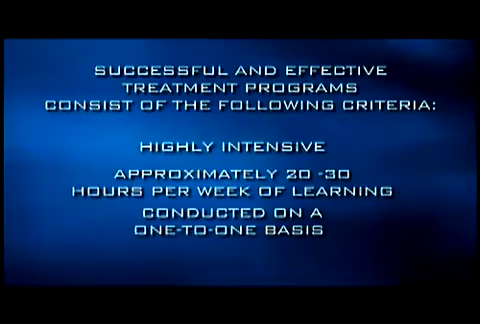 SUCCESSFUL AND EFFECTIVE
TREATMENT PROGRAMS
CONSIST OF THE FOLLOWING CRITERIA:
HIGHLY INTENSIVE
APPROXIMATELY 20 -30
HOURS PER WEEK OF LEARNING
CONDUCTED ON A
ONE-TO-ONE BASIS